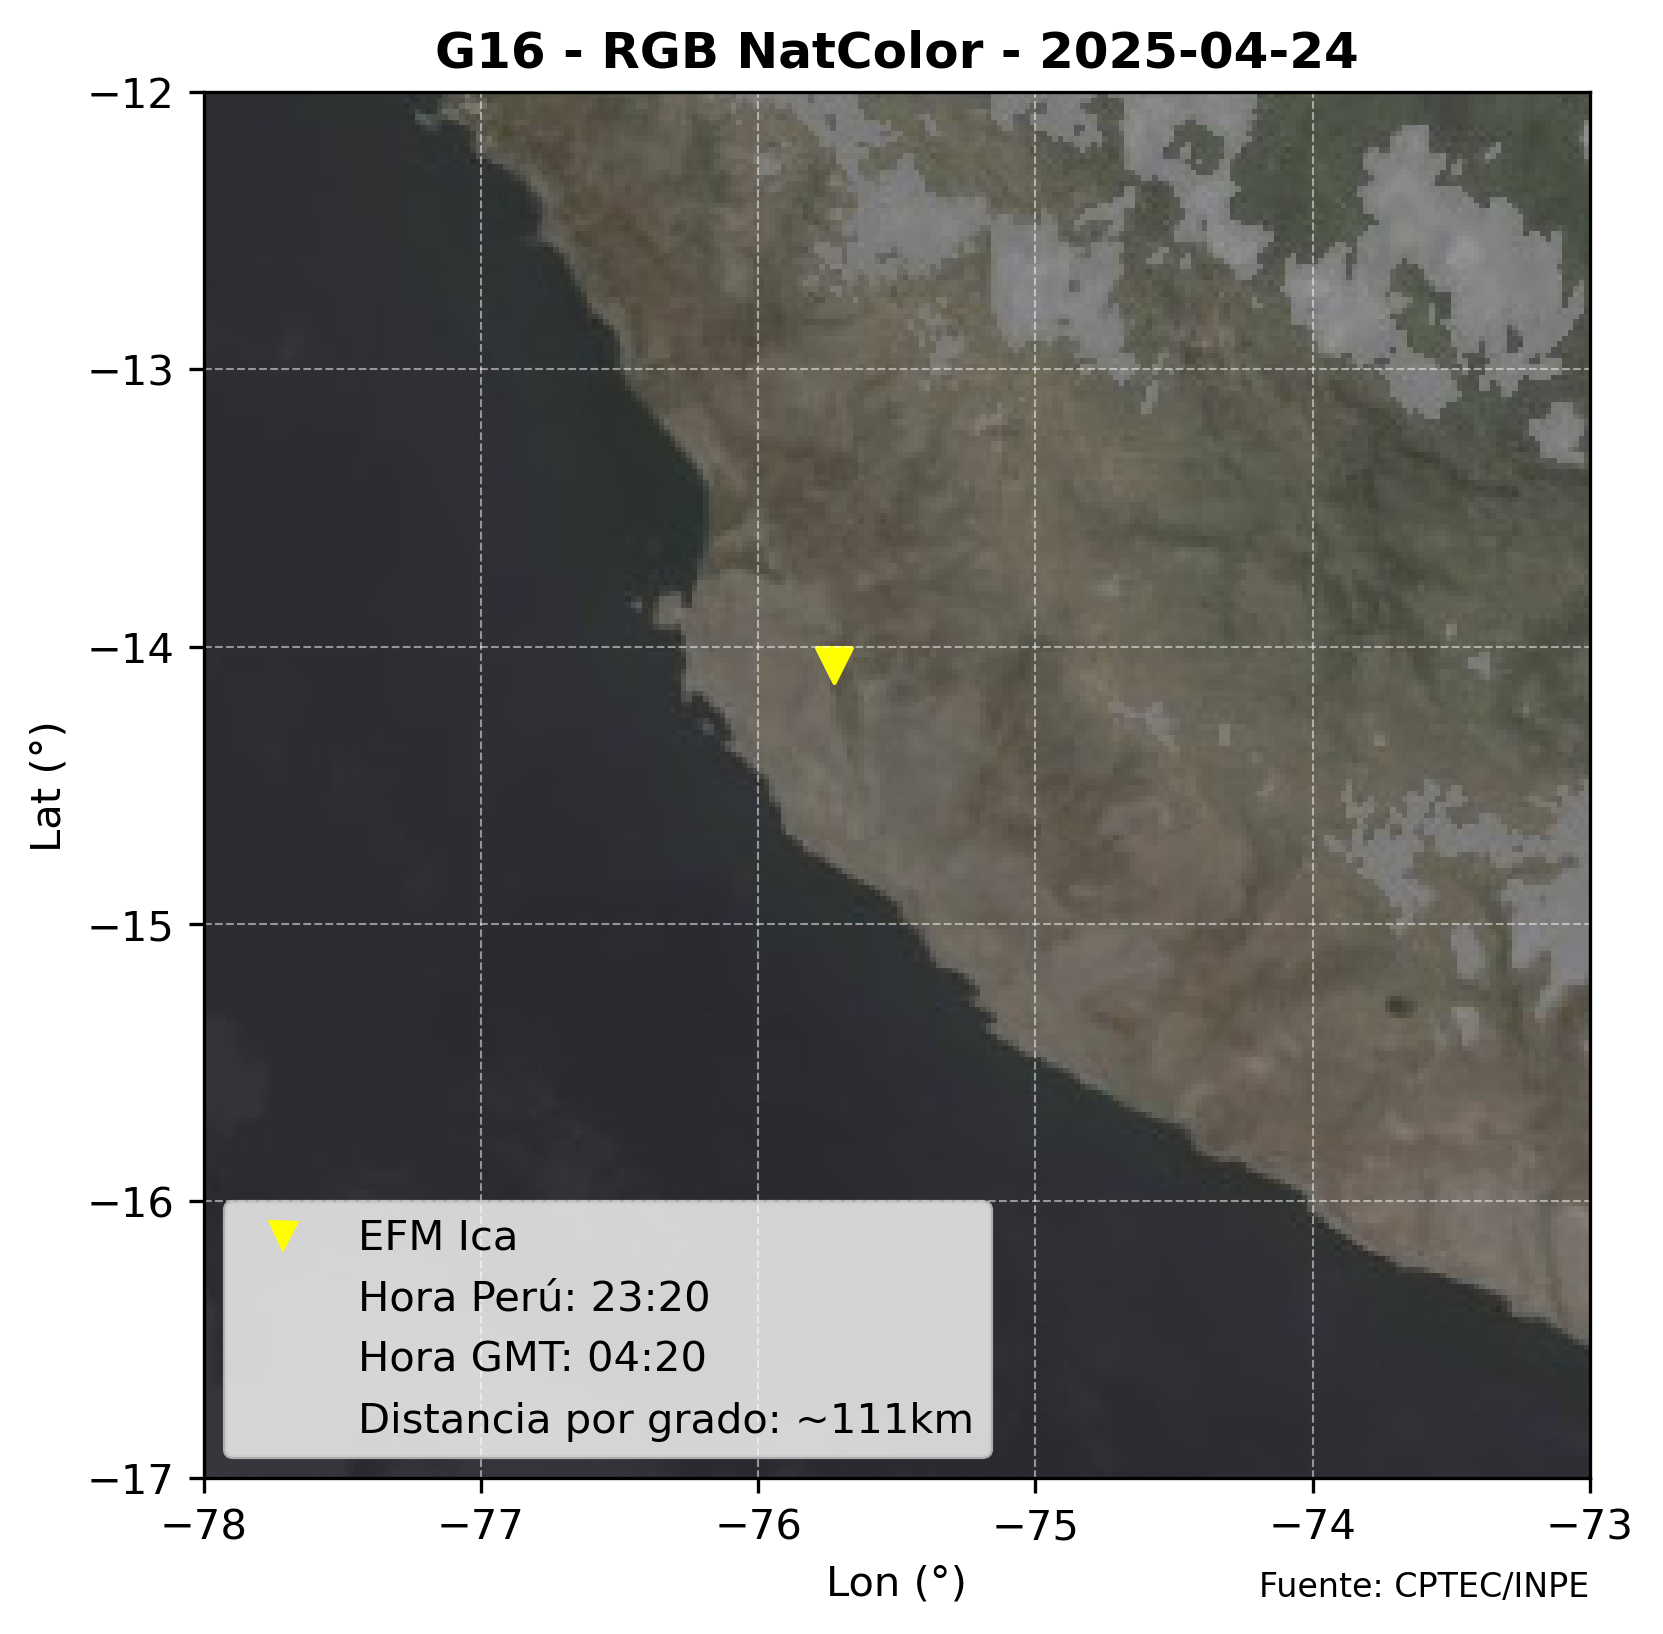 G16 - RGB NatColor - 2025-04-24
−12
−13
−14
−15
−16
−17
Lat (°)
EFM Ica
Hora Perú: 23:20
Hora GMT: 04:20
Distancia por grado: ~111km
−78 −77 −76 −75 −74 −73
Lon (°)
Fuente: CPTEC/INPE